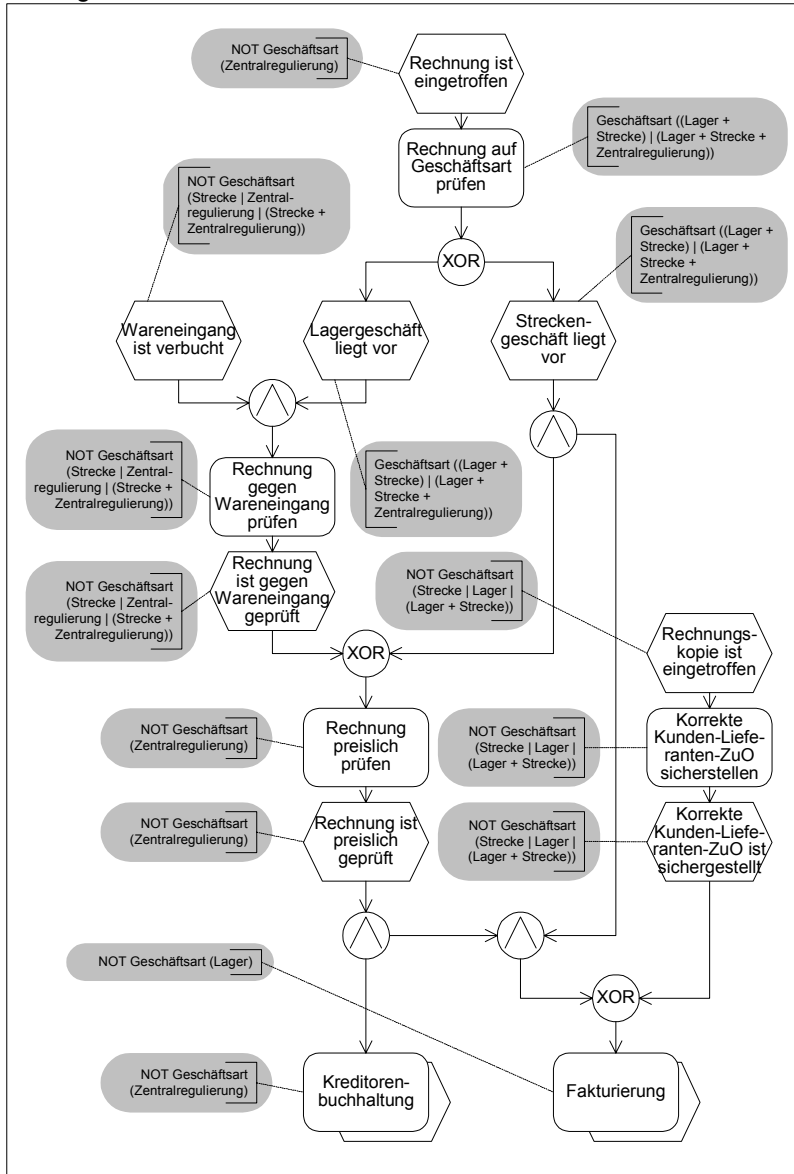 NOT Geschäftsart
(Zentralregulierung)
Rechnung ist
eingetroffen
Geschäftsart ((Lager +
Strecke) | (Lager + Strecke +
Zentralregulierung))
Rechnung auf
Geschäftsart
prüfen
NOT Geschäftsart
(Strecke | Zentral-
regulierung | (Strecke +
Zentralregulierung))
Geschäftsart ((Lager +
Strecke) | (Lager +
Strecke +
Zentralregulierung))
XOR
Wareneingang
ist verbucht
Lagergeschäft
liegt vor
Strecken-
geschäft liegt
vor
NOT Geschäftsart
(Strecke | Zentral-
regulierung | (Strecke +
Zentralregulierung))
Rechnung
gegen
Wareneingang
prüfen
Geschäftsart ((Lager +
Strecke) | (Lager +
Strecke +
Zentralregulierung))
NOT Geschäftsart
(Strecke | Zentral-
regulierung | (Strecke +
Zentralregulierung))
Rechnung
ist gegen
Wareneingang
geprüft
NOT Geschäftsart
(Strecke | Lager |
(Lager + Strecke))
XOR
Rechnungs-
kopie ist
eingetroffen
NOT Geschäftsart
(Zentralregulierung)
Rechnung
preislich
prüfen
NOT Geschäftsart
(Strecke | Lager |
(Lager + Strecke))
Korrekte
Kunden-Liefe-
ranten-ZuO
sicherstellen
NOT Geschäftsart
(Zentralregulierung)
Rechnung ist
preislich
geprüft
NOT Geschäftsart
(Strecke | Lager |
(Lager + Strecke))
Korrekte
Kunden-Liefe-
ranten-ZuO ist
sichergestellt
NOT Geschäftsart (Lager)
XOR
NOT Geschäftsart
(Zentralregulierung)
Kreditoren-
buchhaltung
Fakturierung